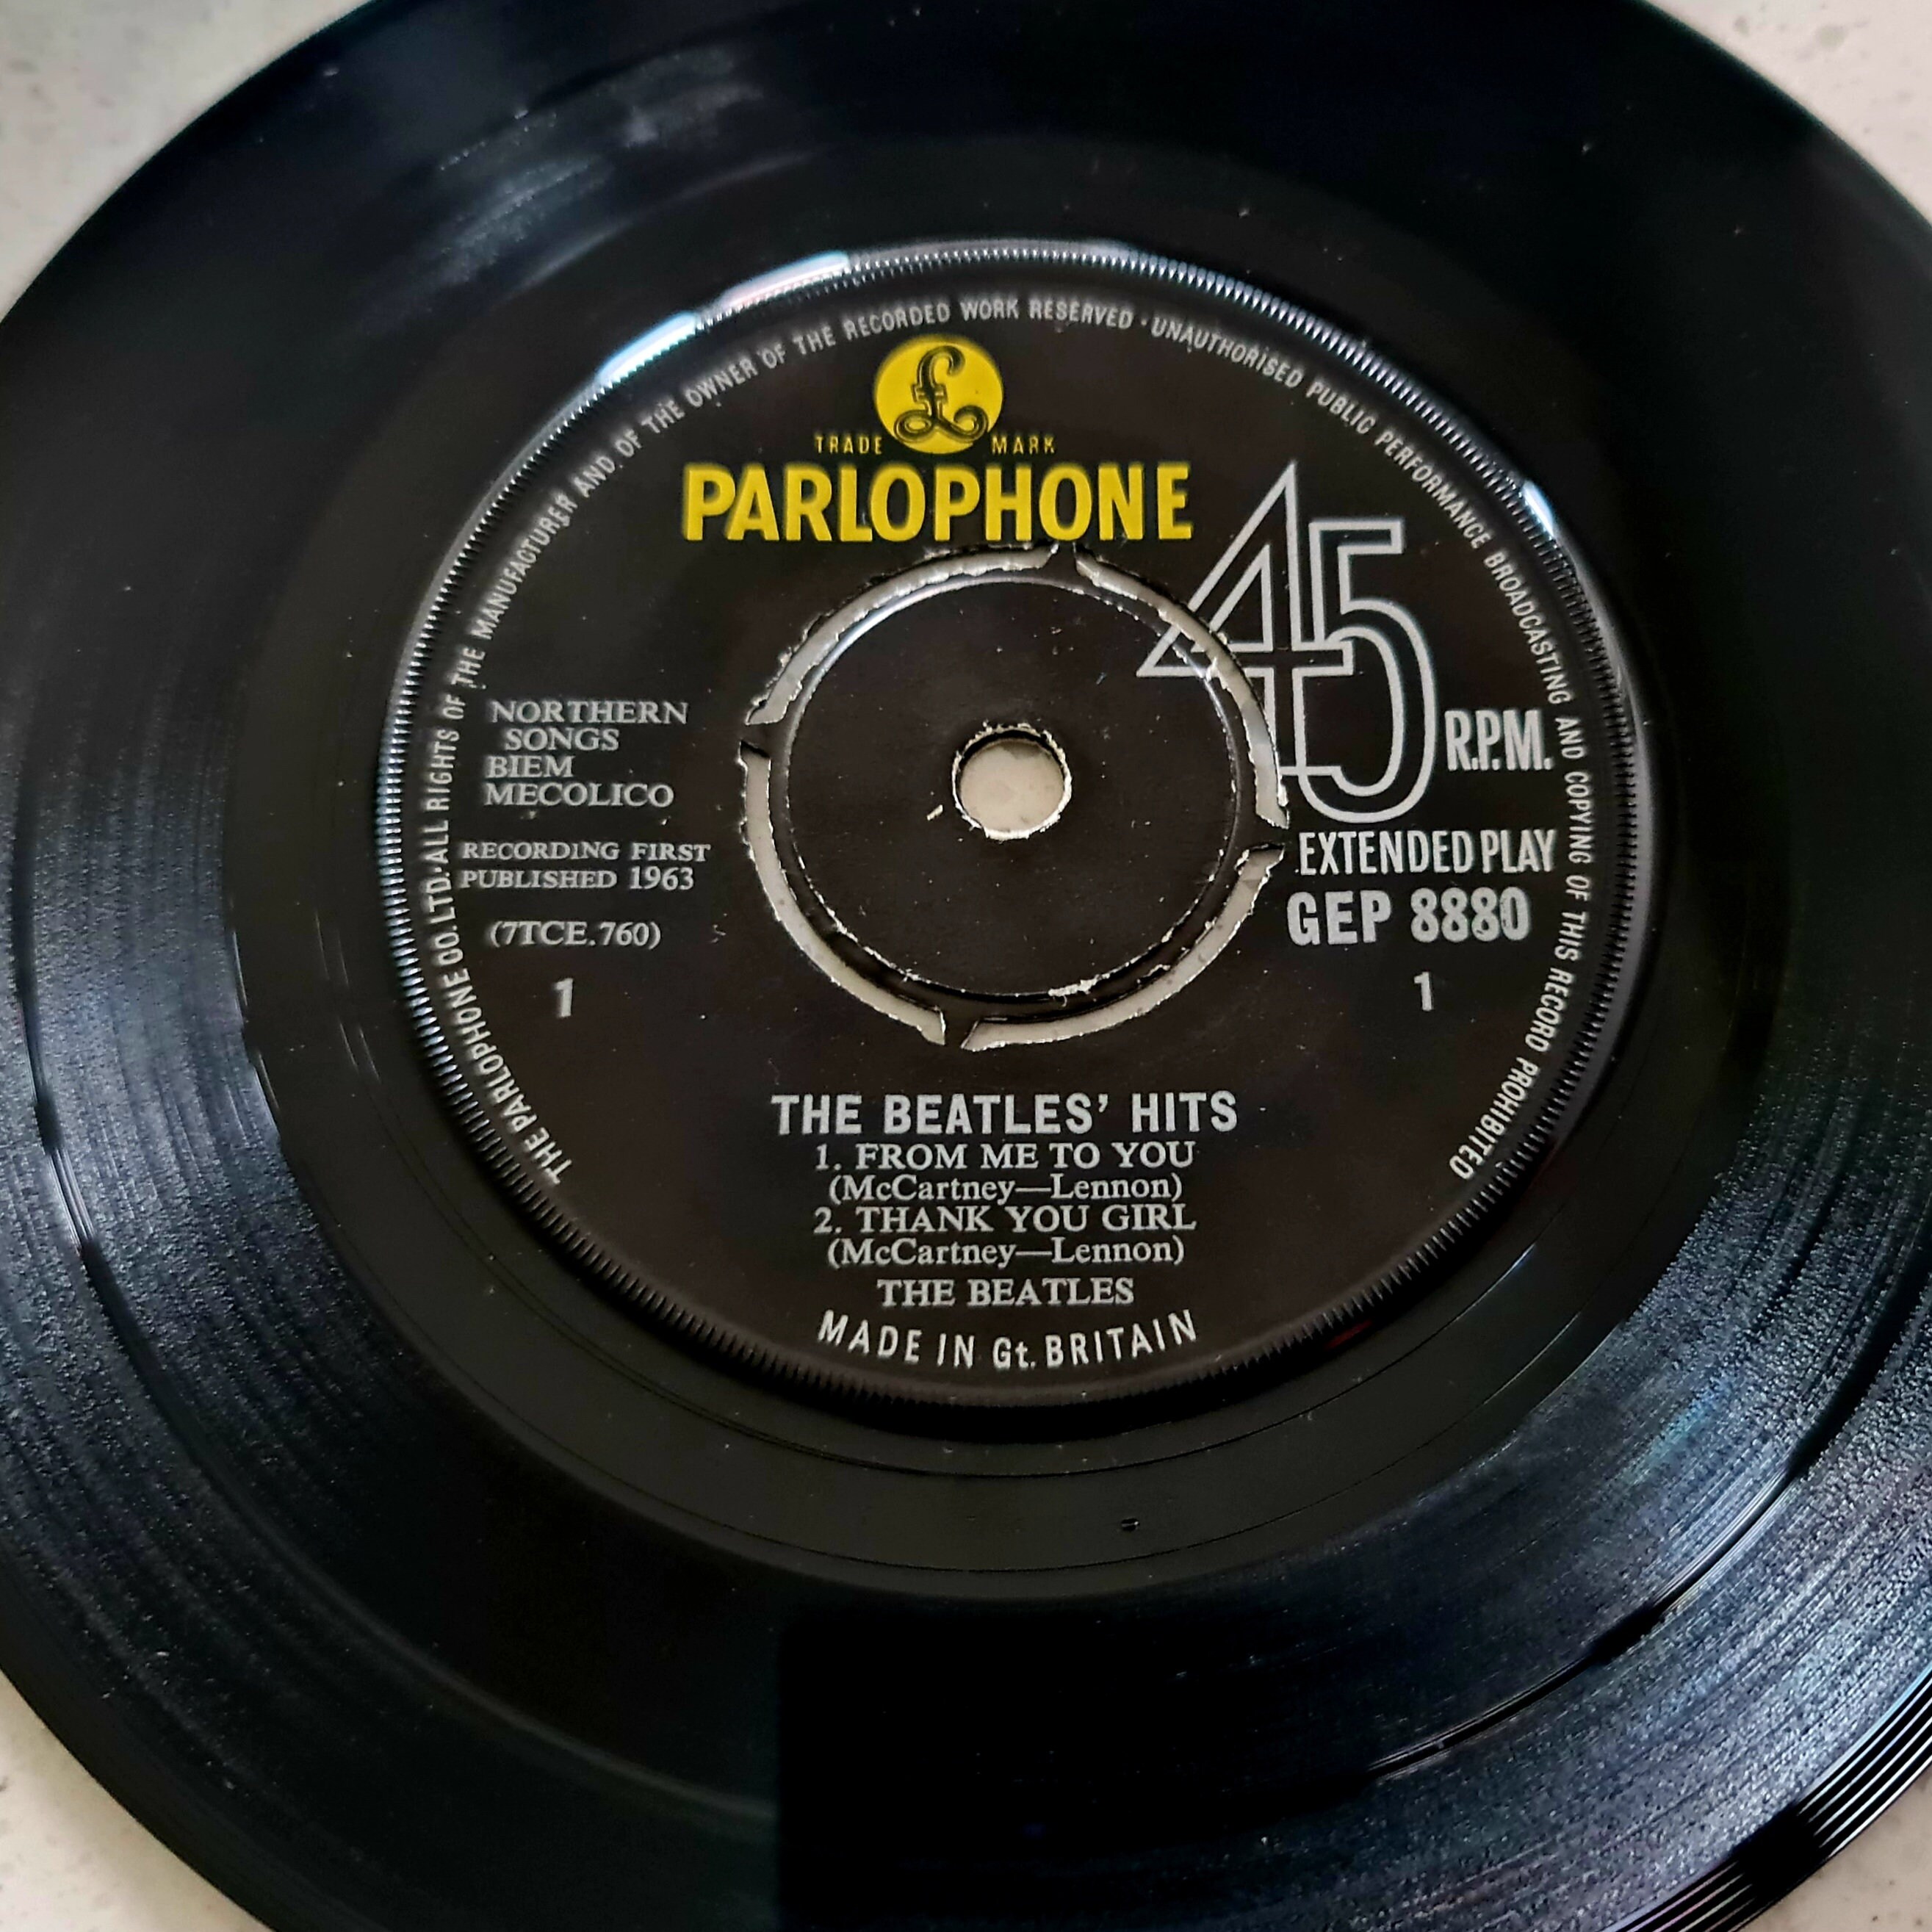 THE PARLOPHONE CO. LTD. ALL RIGHTS OF THE MANUFACTURER AND OF THE OWNER OF THE RECORDED WORK RESERVED · UNAUTHORISED PUBLIC PERFORMANCE BROADCASTING AND COPYING OF THIS RECORD PROHIBITED
£
TRADE MARK
PARLOPHONE
45
R.P.M.
NORTHERN
SONGS
BIEM
MECOLICO
RECORDING FIRST
PUBLISHED 1963
(7TCE.760)
1
EXTENDED PLAY
GEP 8880
1
THE BEATLES' HITS
1. FROM ME TO YOU
(McCartney—Lennon)
2. THANK YOU GIRL
(McCartney—Lennon)
THE BEATLES
MADE IN Gt. BRITAIN